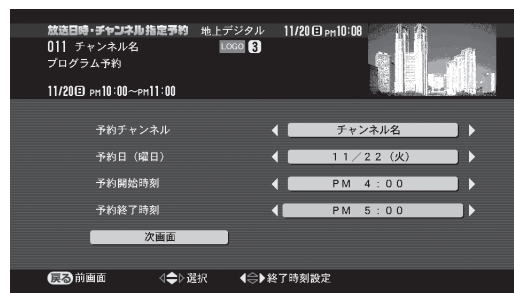 放送日時・チャンネル指定予約 地上デジタル 11/20日 PM10:08
011 チャンネル名 LOGO 3
プログラム予約
11/20日 PM10:00〜PM11:00
予約チャンネル チャンネル名
予約日（曜日） 11／22（火）
予約開始時刻 PM 4:00
予約終了時刻 PM 5:00
次画面
戻る 前画面 選択 終了時刻設定